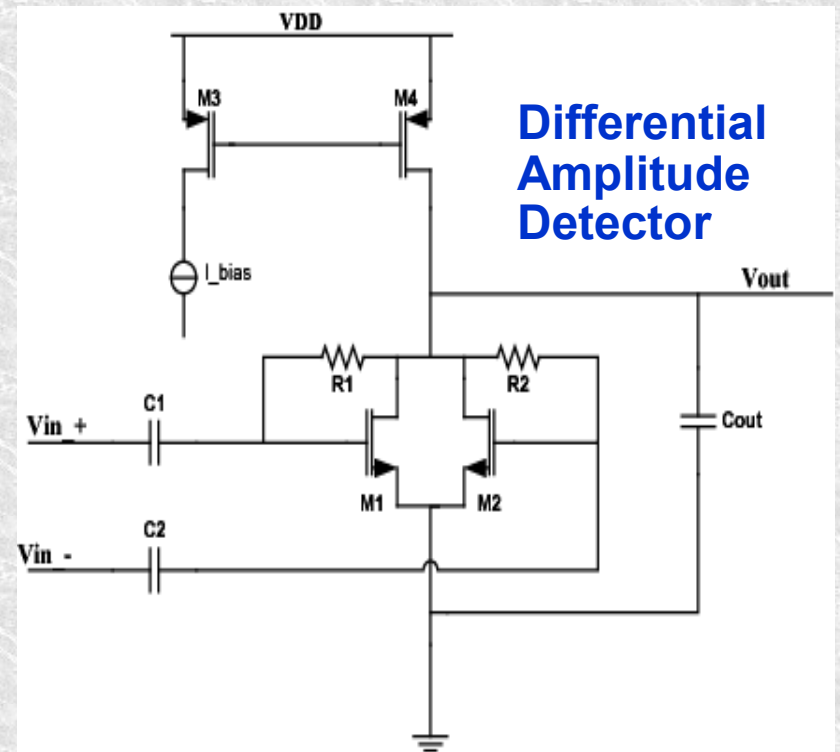 VDD
M3
M4
Differential
Amplitude
Detector
I_bias
Vout
R1
R2
C1
Vin_+
Cout
M1
M2
C2
Vin_-